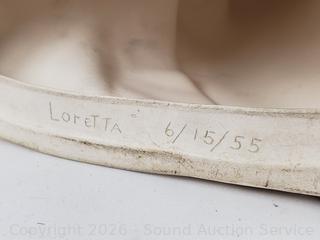 LoreTTA 6/15/55
Copyright 2026 - Sound Auction Service